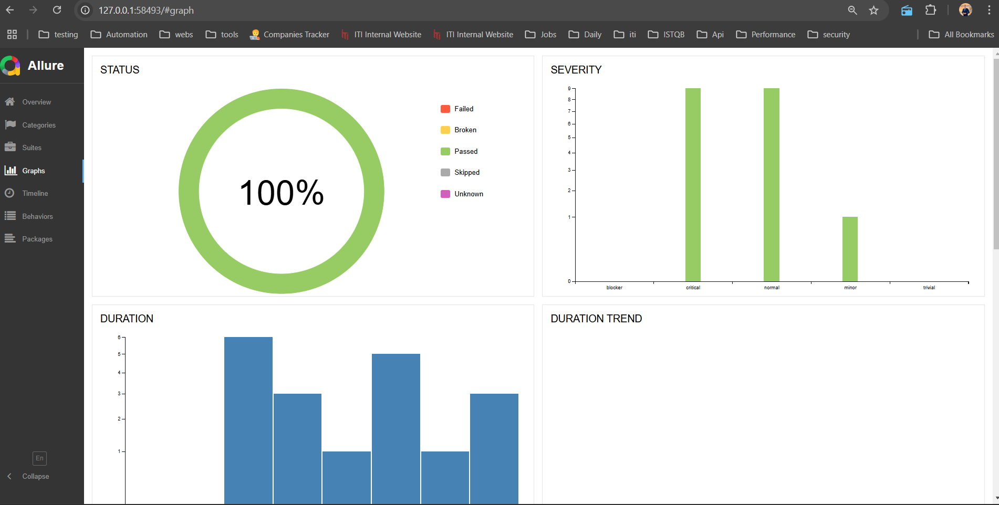 127.0.0.1:58493/#graph
testing Automation webs tools Companies Tracker ITI Internal Website ITI Internal Website Jobs Daily iti ISTQB Api Performance security All Bookmarks
Allure
Overview
Categories
Suites
Graphs
Timeline
Behaviors
Packages
En
Collapse
STATUS
100%
Failed
Broken
Passed
Skipped
Unknown
SEVERITY
9
8
7
6
5
4
3
2
1
0
blocker critical normal minor trivial
DURATION
6
5
4
3
2
1
DURATION TREND